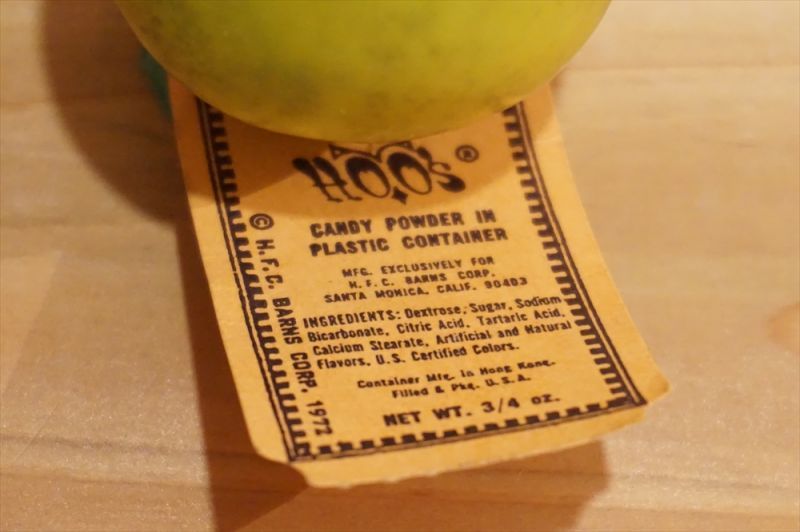 HOO's ®
CANDY POWDER IN
PLASTIC CONTAINER
MFG. EXCLUSIVELY FOR
H. F. C. BARNS CORP.
SANTA MONICA, CALIF. 90403
INGREDIENTS: Dextrose, Sugar, Sodium
Bicarbonate, Citric Acid, Tartaric Acid,
Calcium Stearate, Artificial and Natural
Flavors, U.S. Certified Colors.
Container Mfg. in Hong Kong.
Filled & Pkg. U.S.A.
NET WT. 3/4 oz.
© H. F. C. BARNS CORP. 1972